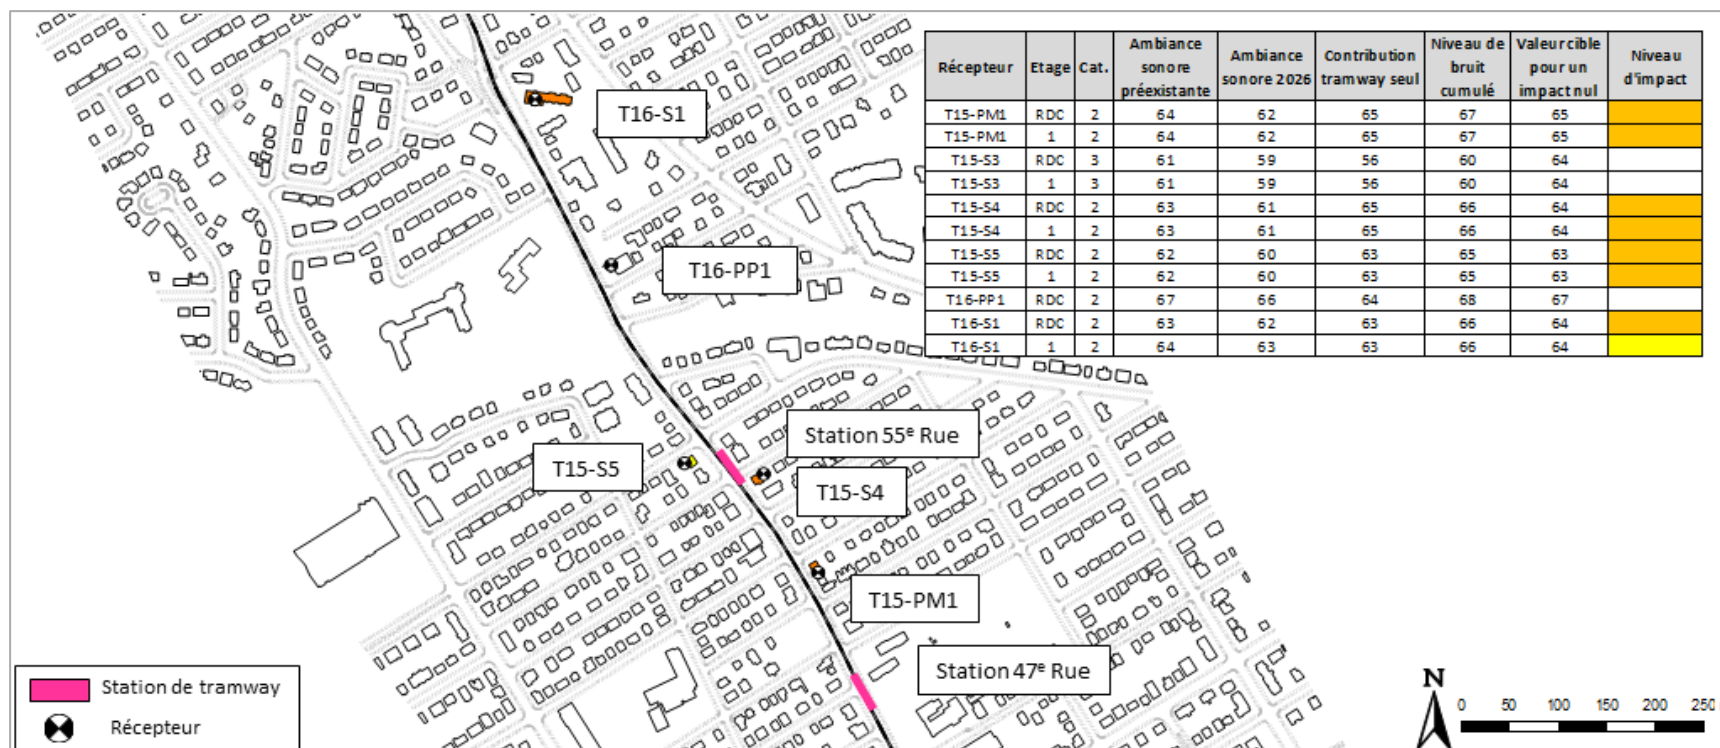 Récepteur Etage Cat. Ambiance sonore préexistante Ambiance sonore 2026 Contribution tramway seul Niveau de bruit cumulé Valeur cible pour un impact nul Niveau d'impact
T15-PM1 RDC 2 64 62 65 67 65
T15-PM1 1 2 64 62 65 67 65
T15-S3 RDC 3 61 59 56 60 64
T15-S3 1 3 61 59 56 60 64
T15-S4 RDC 2 63 61 65 66 64
T15-S4 1 2 63 61 65 66 64
T15-S5 RDC 2 62 60 63 65 63
T15-S5 1 2 62 60 63 65 63
T16-PP1 RDC 2 67 66 64 68 67
T16-S1 RDC 2 63 62 63 66 64
T16-S1 1 2 64 63 63 66 64
T16-S1
T16-PP1
Station 55e Rue
T15-S5
T15-S4
T15-PM1
Station 47e Rue
Station de tramway
Récepteur
N
0 50 100 150 200 250